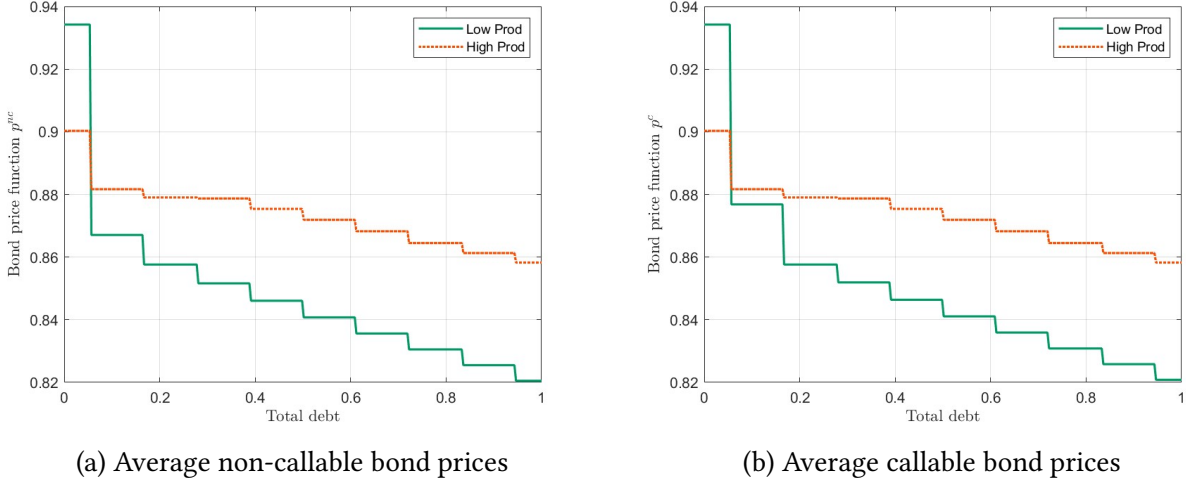 0.94
0.92
0.9
0.88
0.86
0.84
0.82
0 0.2 0.4 0.6 0.8 1
Bond price function p^{nc}
Total debt
Low Prod
High Prod
(a) Average non-callable bond prices
0.94
0.92
0.9
0.88
0.86
0.84
0.82
0 0.2 0.4 0.6 0.8 1
Bond price function p^{c}
Total debt
Low Prod
High Prod
(b) Average callable bond prices